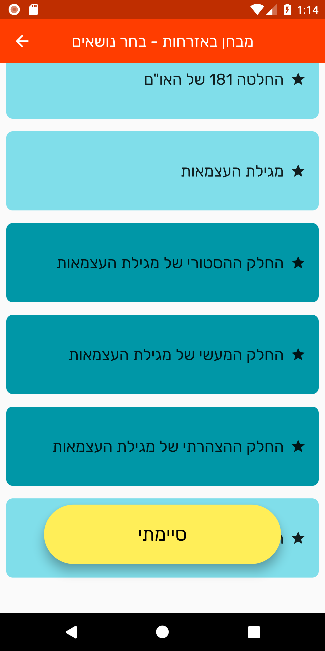 1:14
מבחן באזרחות - בחר נושאים
החלטה 181 של האו"ם
מגילת העצמאות
החלק ההסטורי של מגילת העצמאות
החלק המעשי של מגילת העצמאות
החלק ההצהרתי של מגילת העצמאות
סיימתי